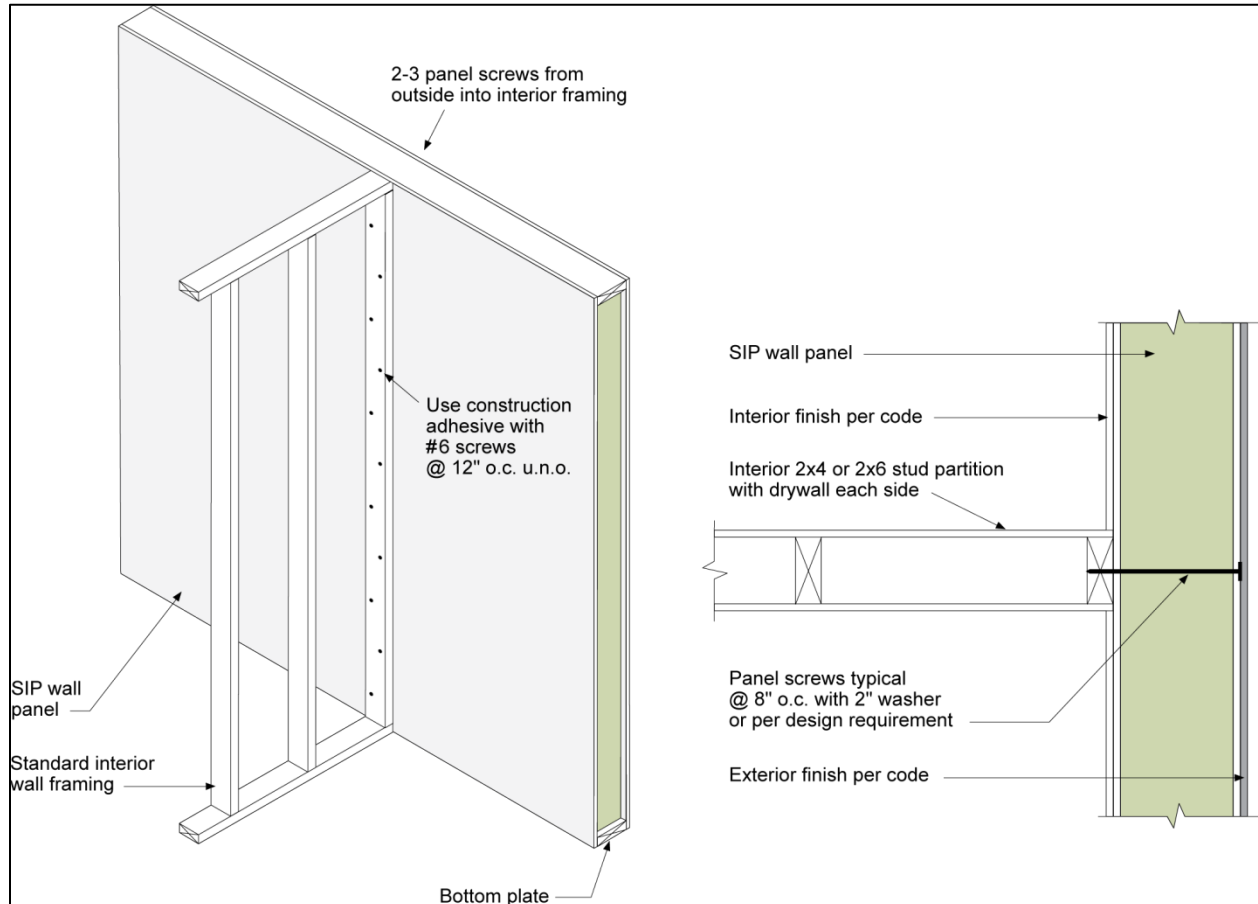 2-3 panel screws from
outside into interior framing
Use construction
adhesive with
#6 screws
@ 12" o.c. u.n.o.
SIP wall
panel
Standard interior
wall framing
Bottom plate
SIP wall panel
Interior finish per code
Interior 2x4 or 2x6 stud partition
with drywall each side
Panel screws typical
@ 8" o.c. with 2" washer
or per design requirement
Exterior finish per code